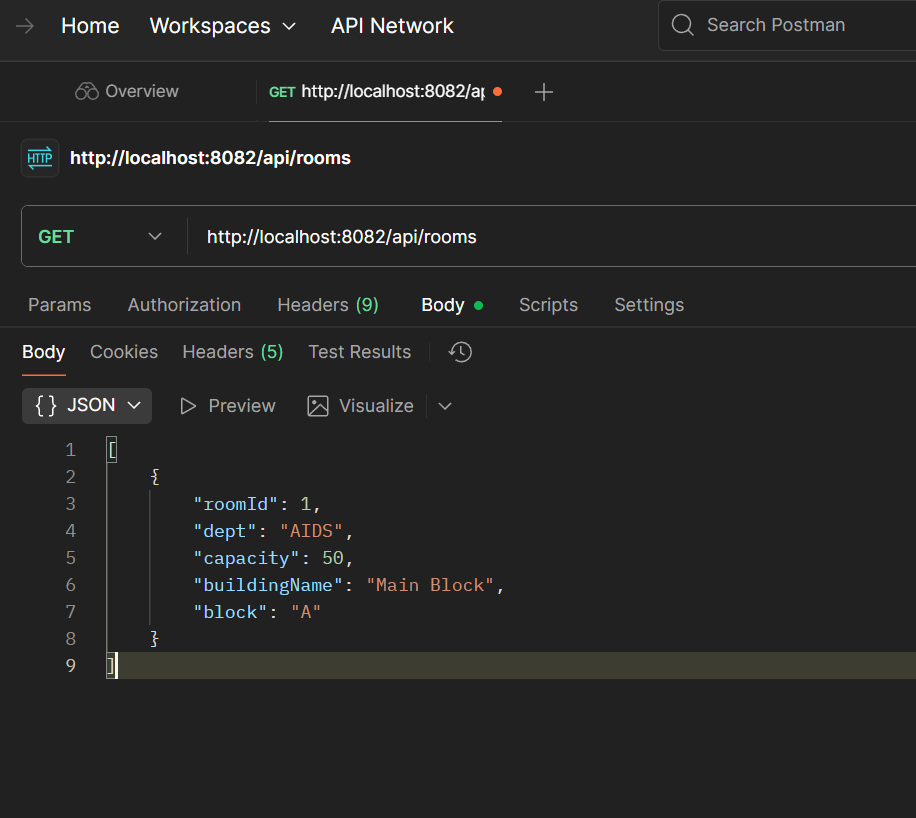 Home Workspaces API Network Search Postman
Overview GET http://localhost:8082/ap
HTTP http://localhost:8082/api/rooms
GET http://localhost:8082/api/rooms
Params Authorization Headers (9) Body Scripts Settings
Body Cookies Headers (5) Test Results
{} JSON Preview Visualize
1 [
2 {
3 "roomId": 1,
4 "dept": "AIDS",
5 "capacity": 50,
6 "buildingName": "Main Block",
7 "block": "A"
8 }
9 ]